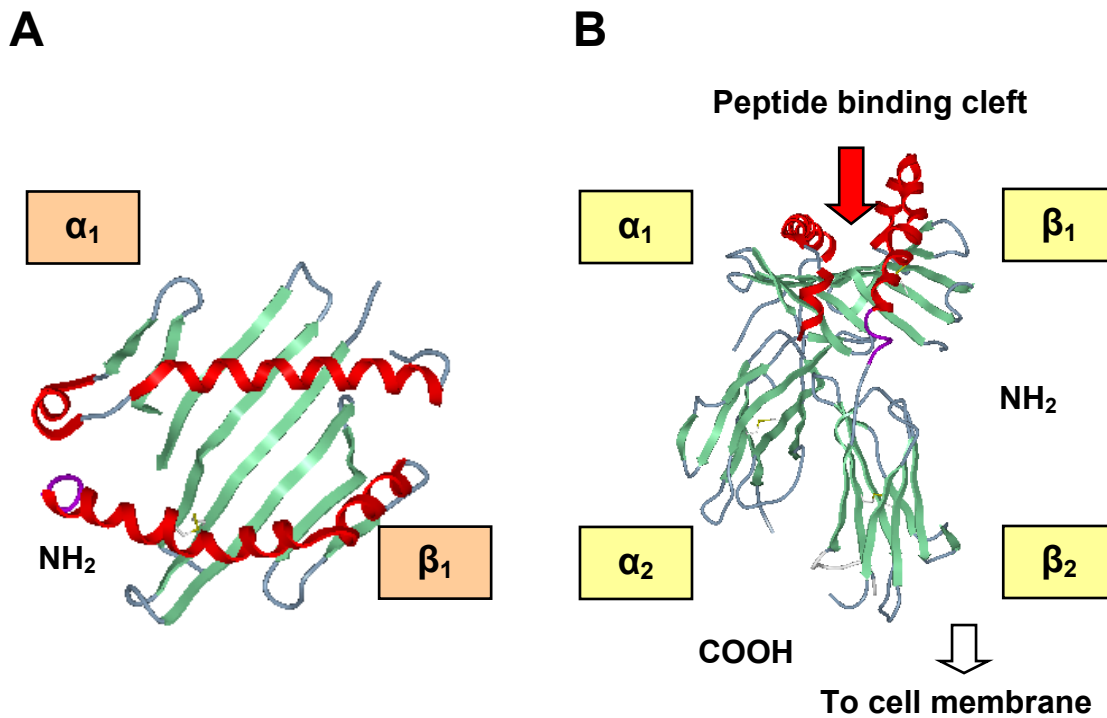 A
B
Peptide binding cleft
α₁
α₁
β₁
NH₂
NH₂
β₁
α₂
β₂
COOH
To cell membrane